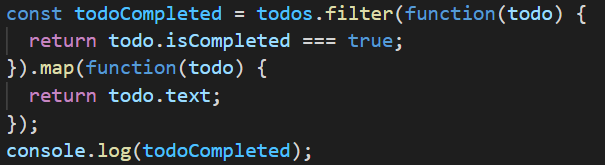 const todoCompleted = todos.filter(function(todo) {
  return todo.isCompleted === true;
}).map(function(todo) {
  return todo.text;
});
console.log(todoCompleted);